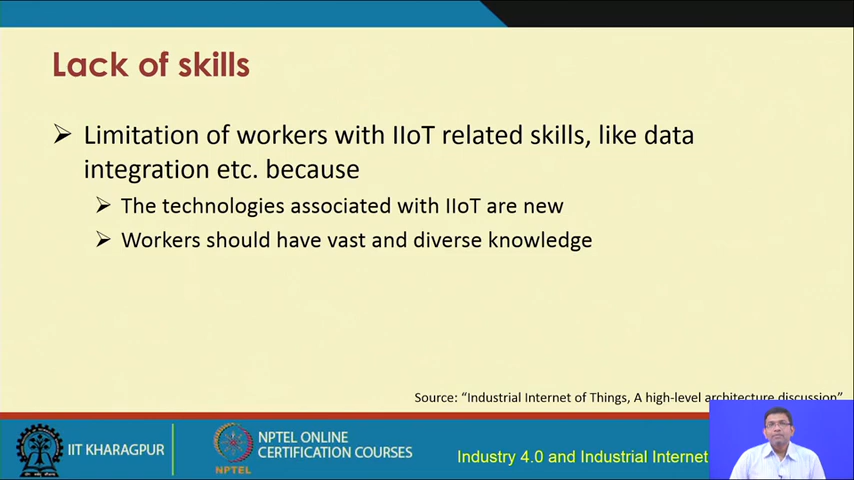 Lack of skills
➢ Limitation of workers with IIoT related skills, like data
integration etc. because
➢ The technologies associated with IIoT are new
➢ Workers should have vast and diverse knowledge
Source: “Industrial Internet of Things, A high-level architecture discussion”
IIT KHARAGPUR
NPTEL
NPTEL ONLINE
CERTIFICATION COURSES
Industry 4.0 and Industrial Internet